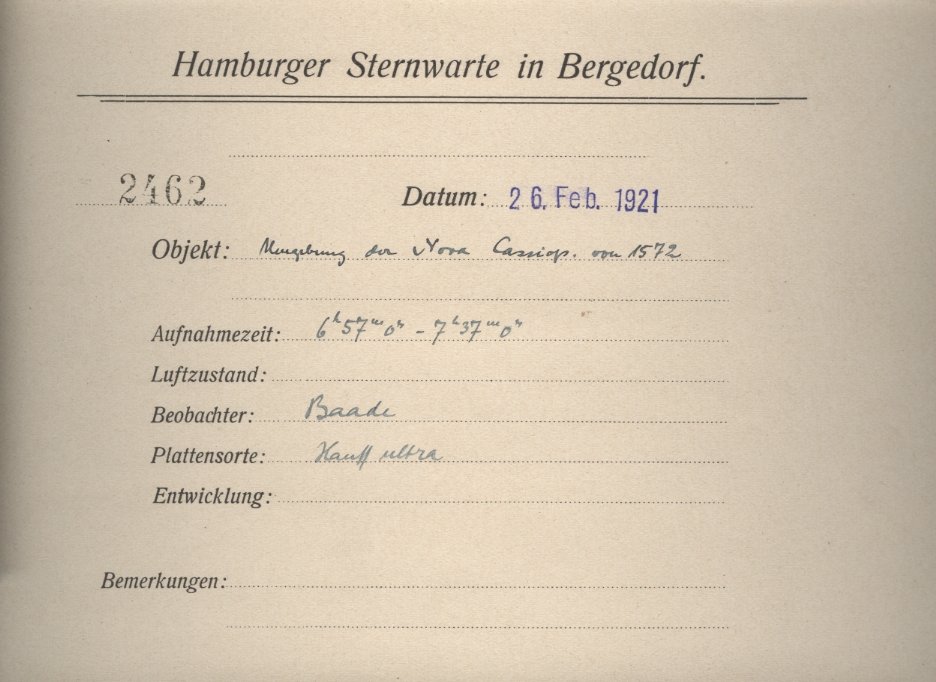 Hamburger Sternwarte in Bergedorf.
2462 Datum: 26. Feb. 1921
Objekt: Umgebung der Nova Cassiop. von 1572
Aufnahmezeit: 6ʰ57ᵐ0ˢ - 7ʰ37ᵐ0ˢ
Luftzustand:
Beobachter: Baade
Plattensorte: Hauff ultra
Entwicklung:
Bemerkungen: